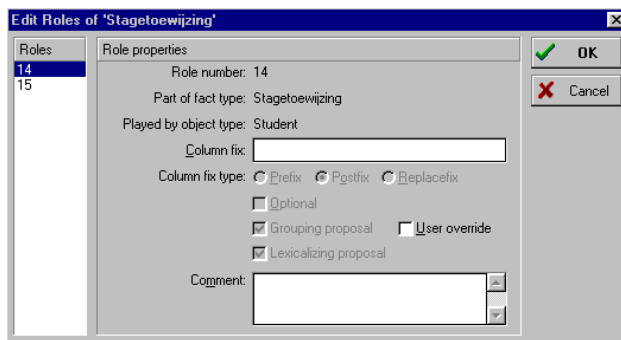 Edit Roles of 'Stagetoewijzing'
Roles
14
15
Role properties
Role number: 14
Part of fact type: Stagetoewijzing
Played by object type: Student
Column fix:
Column fix type: Prefix Postfix Replacefix
Optional
Grouping proposal User override
Lexicalizing proposal
Comment:
OK
Cancel